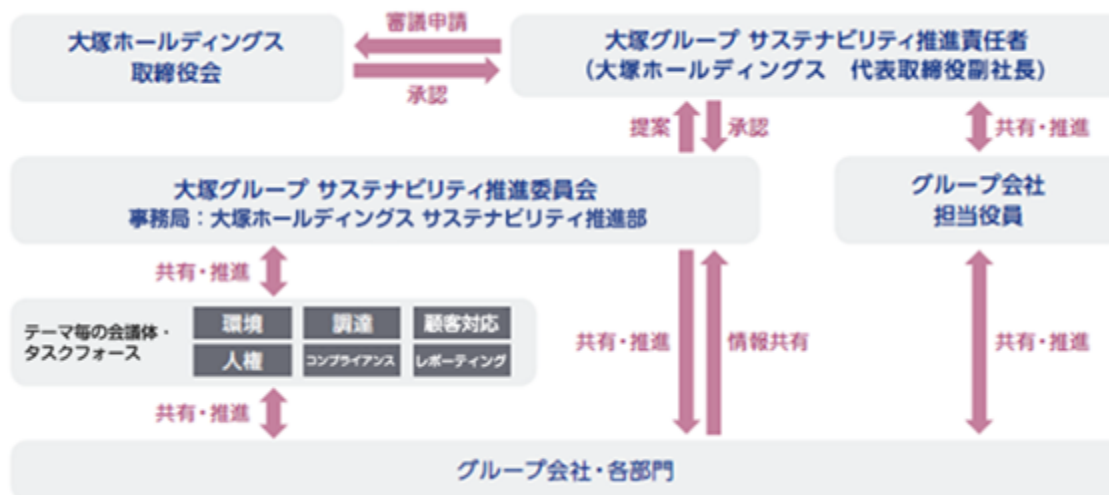 大塚ホールディングス
取締役会
審議申請
承認
大塚グループ サステナビリティ推進責任者
(大塚ホールディングス 代表取締役副社長)
提案
承認
共有・推進
大塚グループ サステナビリティ推進委員会
事務局：大塚ホールディングス サステナビリティ推進部
グループ会社
担当役員
共有・推進
テーマ毎の会議体・
タスクフォース
環境
調達
顧客対応
人権
コンプライアンス
レポーティング
共有・推進
情報共有
共有・推進
共有・推進
グループ会社・各部門